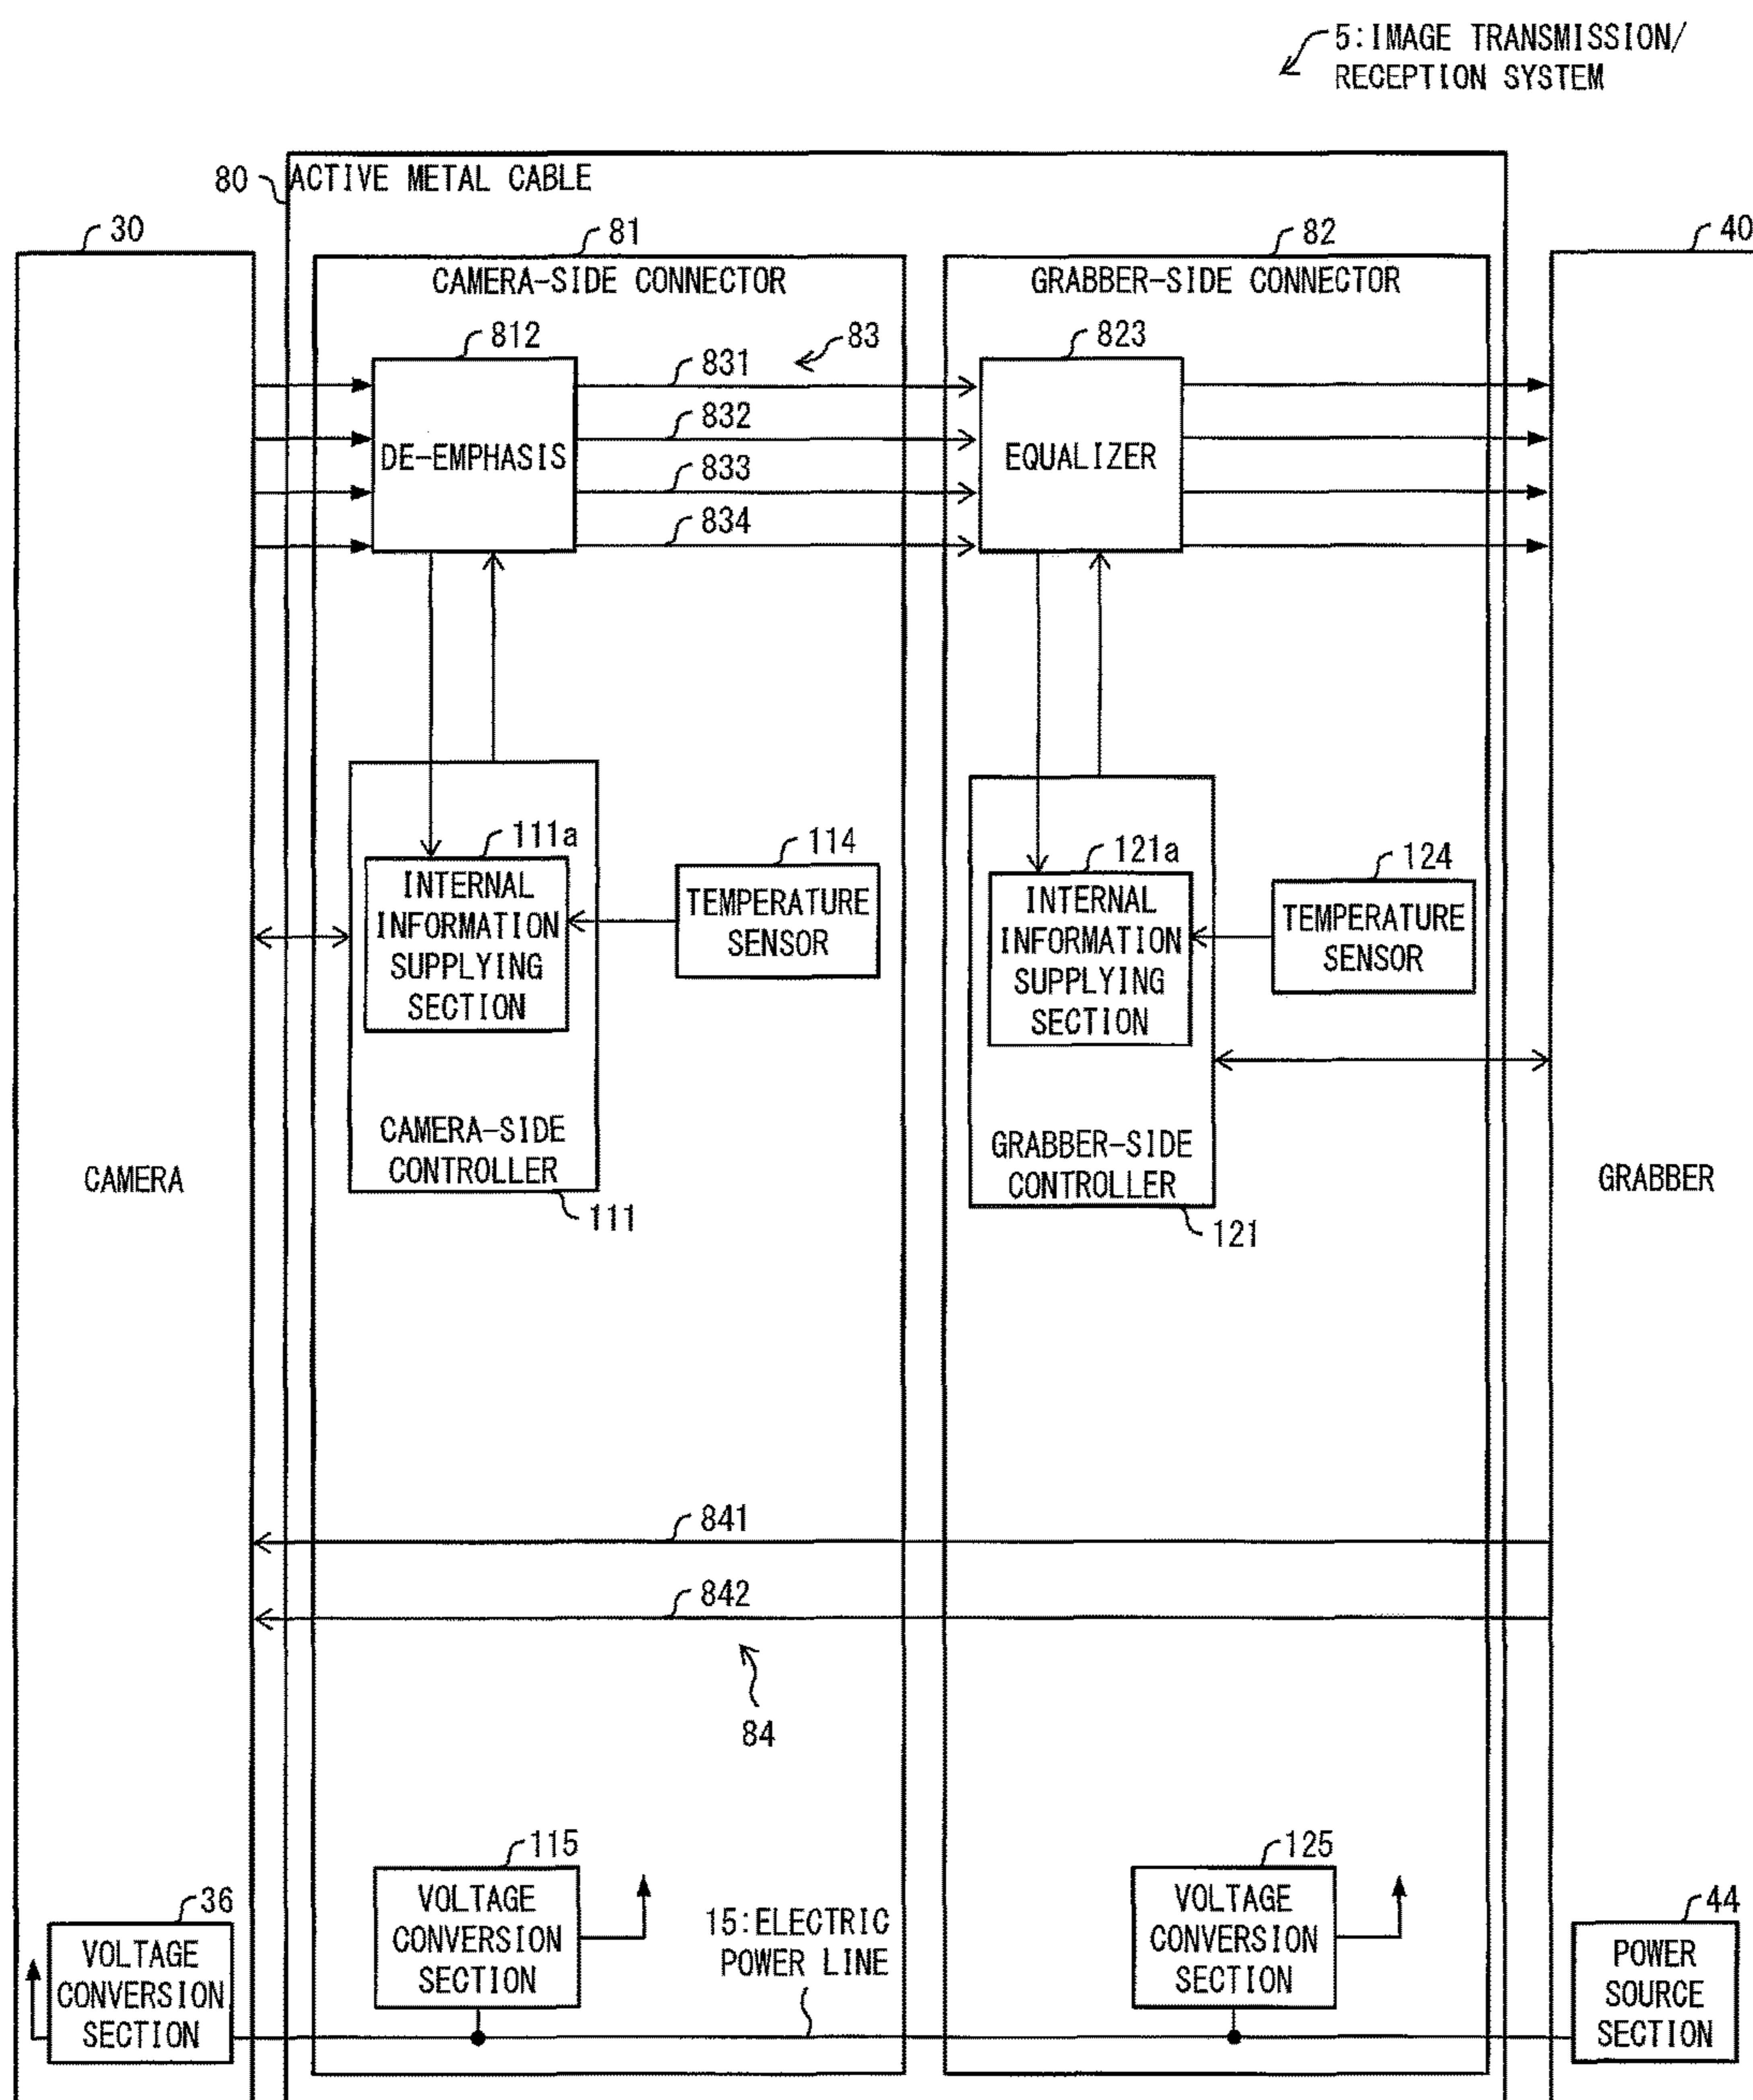 5:IMAGE TRANSMISSION/
RECEPTION SYSTEM
80
ACTIVE METAL CABLE
30
81
82
40
CAMERA-SIDE CONNECTOR
GRABBER-SIDE CONNECTOR
812
831
83
823
832
DE-EMPHASIS
EQUALIZER
833
834
111a
114
121a
124
INTERNAL
INFORMATION
SUPPLYING
SECTION
TEMPERATURE
SENSOR
INTERNAL
INFORMATION
SUPPLYING
SECTION
TEMPERATURE
SENSOR
CAMERA-SIDE
CONTROLLER
GRABBER-SIDE
CONTROLLER
CAMERA
GRABBER
111
121
841
842
84
115
125
36
VOLTAGE
CONVERSION
SECTION
15:ELECTRIC
POWER LINE
VOLTAGE
CONVERSION
SECTION
44
VOLTAGE
CONVERSION
SECTION
POWER
SOURCE
SECTION